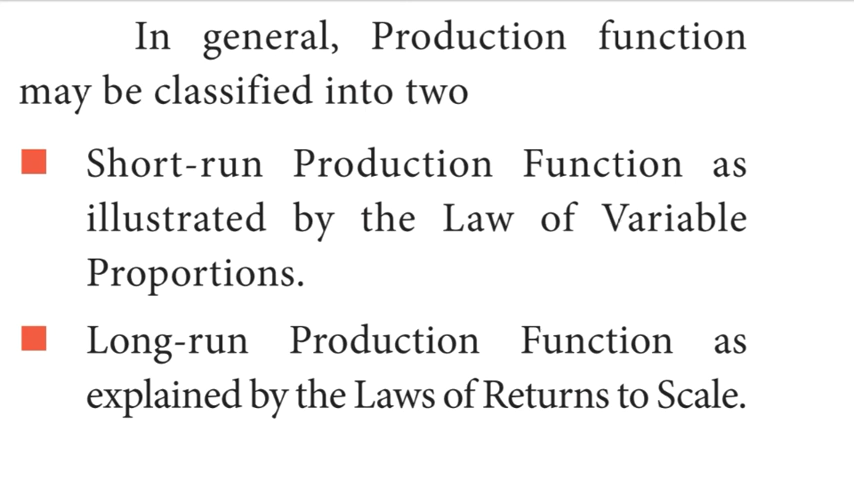 In general, Production function
may be classified into two
Short-run Production Function as
illustrated by the Law of Variable
Proportions.
Long-run Production Function as
explained by the Laws of Returns to Scale.